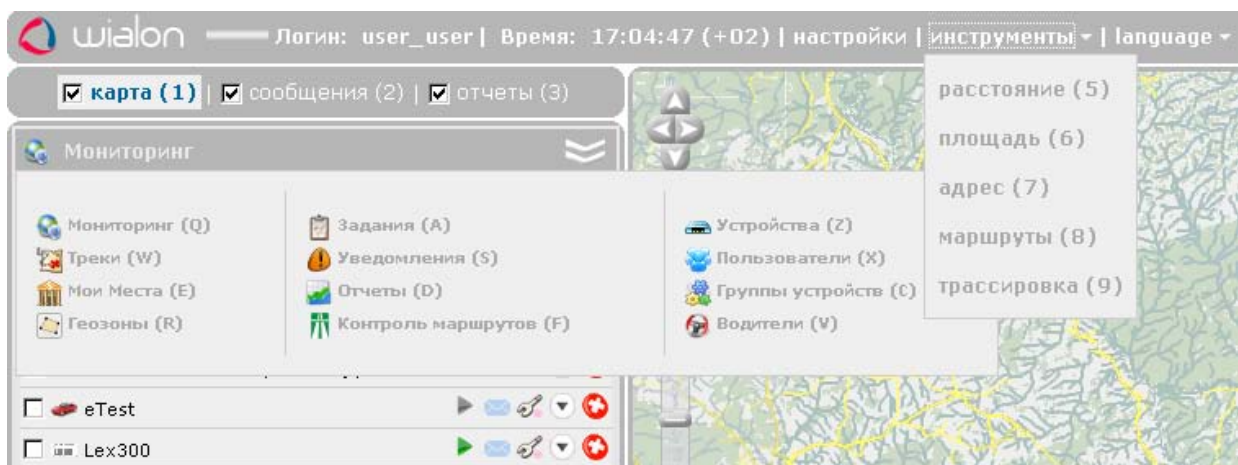 wialon Логин: user_user | Время: 17:04:47 (+02) | настройки | инструменты | language
карта (1) | сообщения (2) | отчеты (3)
Мониторинг
расстояние (5)
площадь (6)
адрес (7)
маршруты (8)
трассировка (9)
Мониторинг (Q)
Треки (W)
Мои Места (E)
Геозоны (R)
Задания (A)
Уведомления (S)
Отчеты (D)
Контроль маршрутов (F)
Устройства (Z)
Пользователи (X)
Группы устройств (C)
Водители (V)
eTest
Lex300